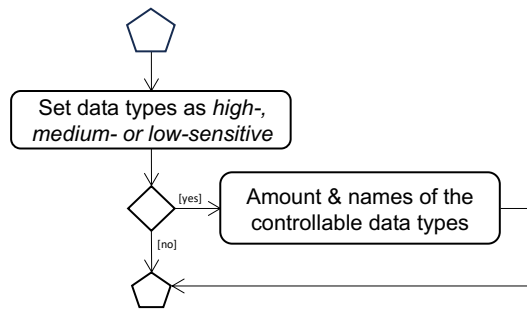 Set data types as high-,
medium- or low-sensitive
[yes]
Amount & names of the
controllable data types
[no]